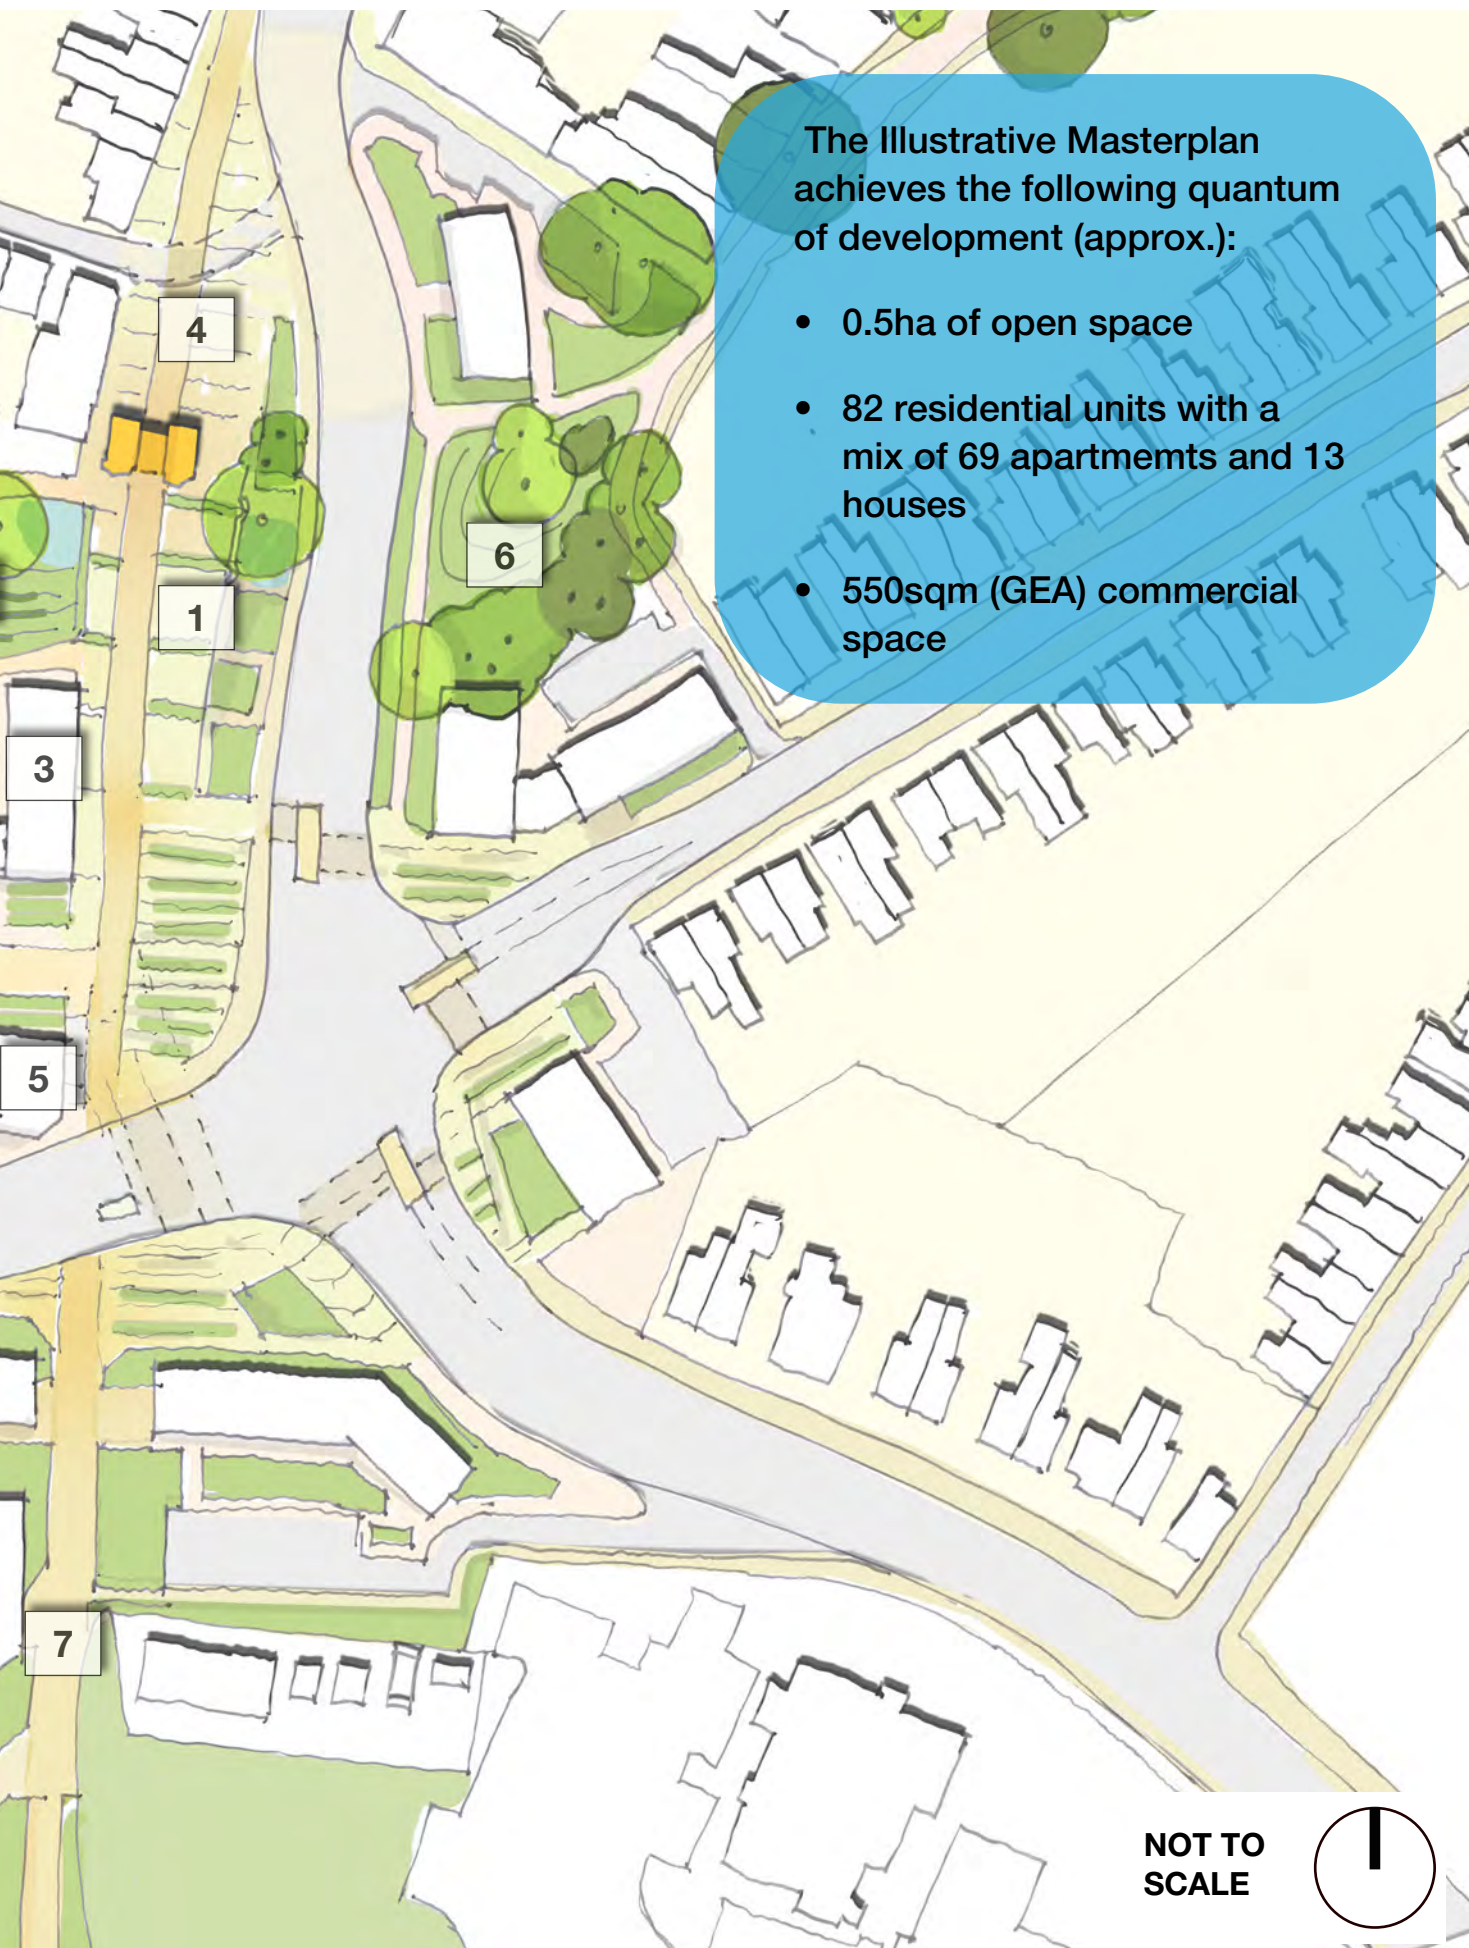 The Illustrative Masterplan
achieves the following quantum
of development (approx.):
• 0.5ha of open space
• 82 residential units with a
mix of 69 apartmemts and 13
houses
• 550sqm (GEA) commercial
space
4
6
1
3
5
7
NOT TO
SCALE